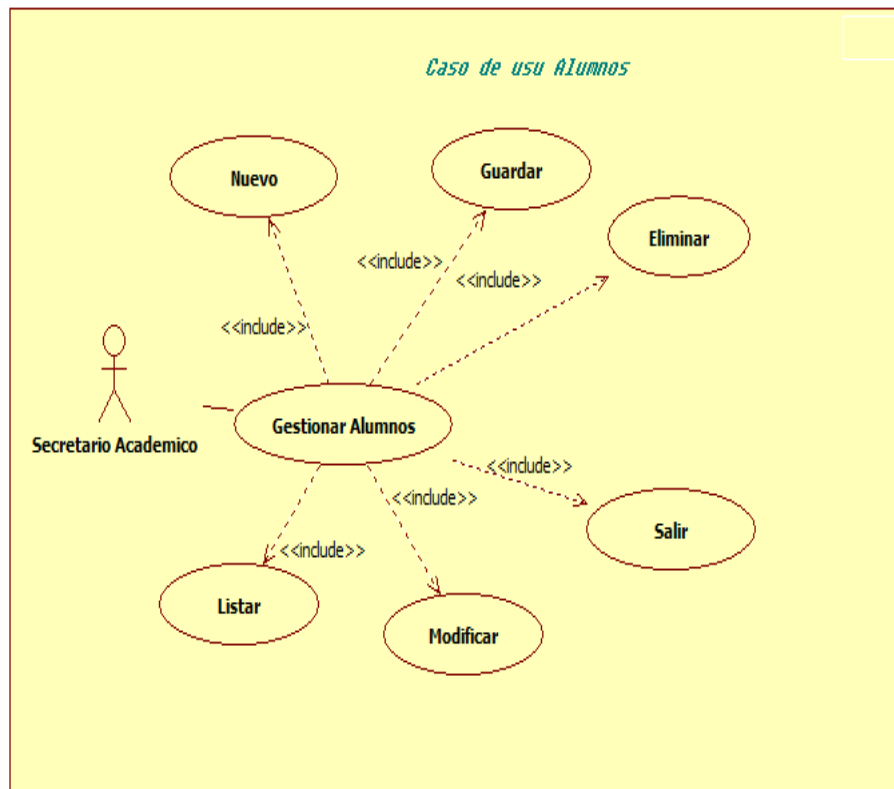 Caso de usu Alumnos
Nuevo
Guardar
Eliminar
<<include>>
<<include>>
<<include>>
Secretario Academico
Gestionar Alumnos
<<include>>
<<include>>
<<include>>
Salir
Listar
Modificar